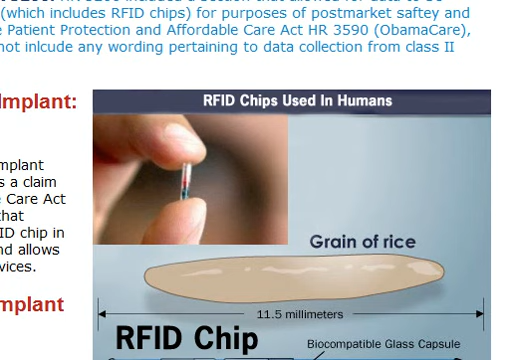 (which includes RFID chips) for purposes of postmarket saftey and
Patient Protection and Affordable Care Act HR 3590 (ObamaCare),
not inlcude any wording pertaining to data collection from class II
Implant:
RFID Chips Used In Humans
mplant
s a claim
Care Act
hat
ID chip in
nd allows
vices.
mplant
Grain of rice
11.5 millimeters
RFID Chip
Biocompatible Glass Capsule